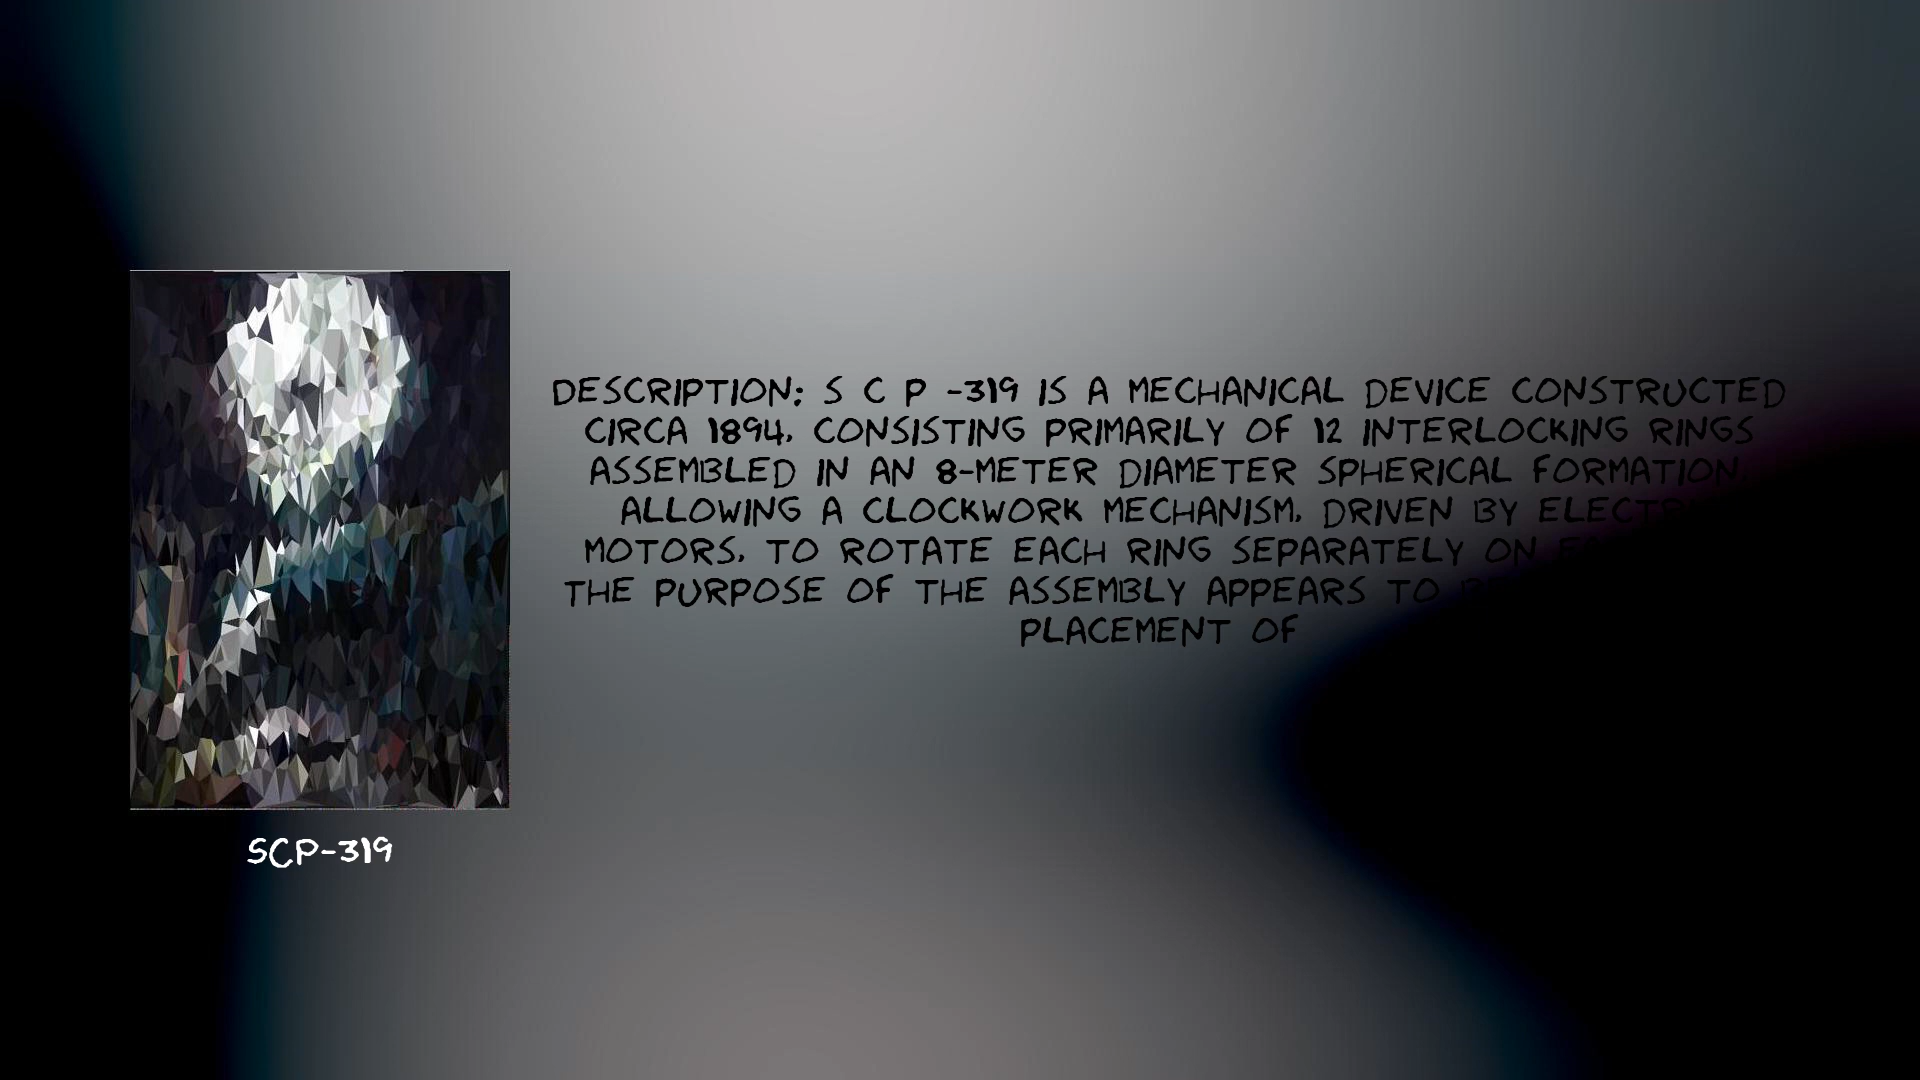 DESCRIPTION: S C P -319 IS A MECHANICAL DEVICE CONSTRUCTED
CIRCA 1894, CONSISTING PRIMARILY OF 12 INTERLOCKING RINGS
ASSEMBLED IN AN 8-METER DIAMETER SPHERICAL FORMATION,
ALLOWING A CLOCKWORK MECHANISM, DRIVEN BY
MOTORS, TO ROTATE EACH RING SEPARATELY ON
THE PURPOSE OF THE ASSEMBLY APPEARS TO
PLACEMENT OF
SCP-319